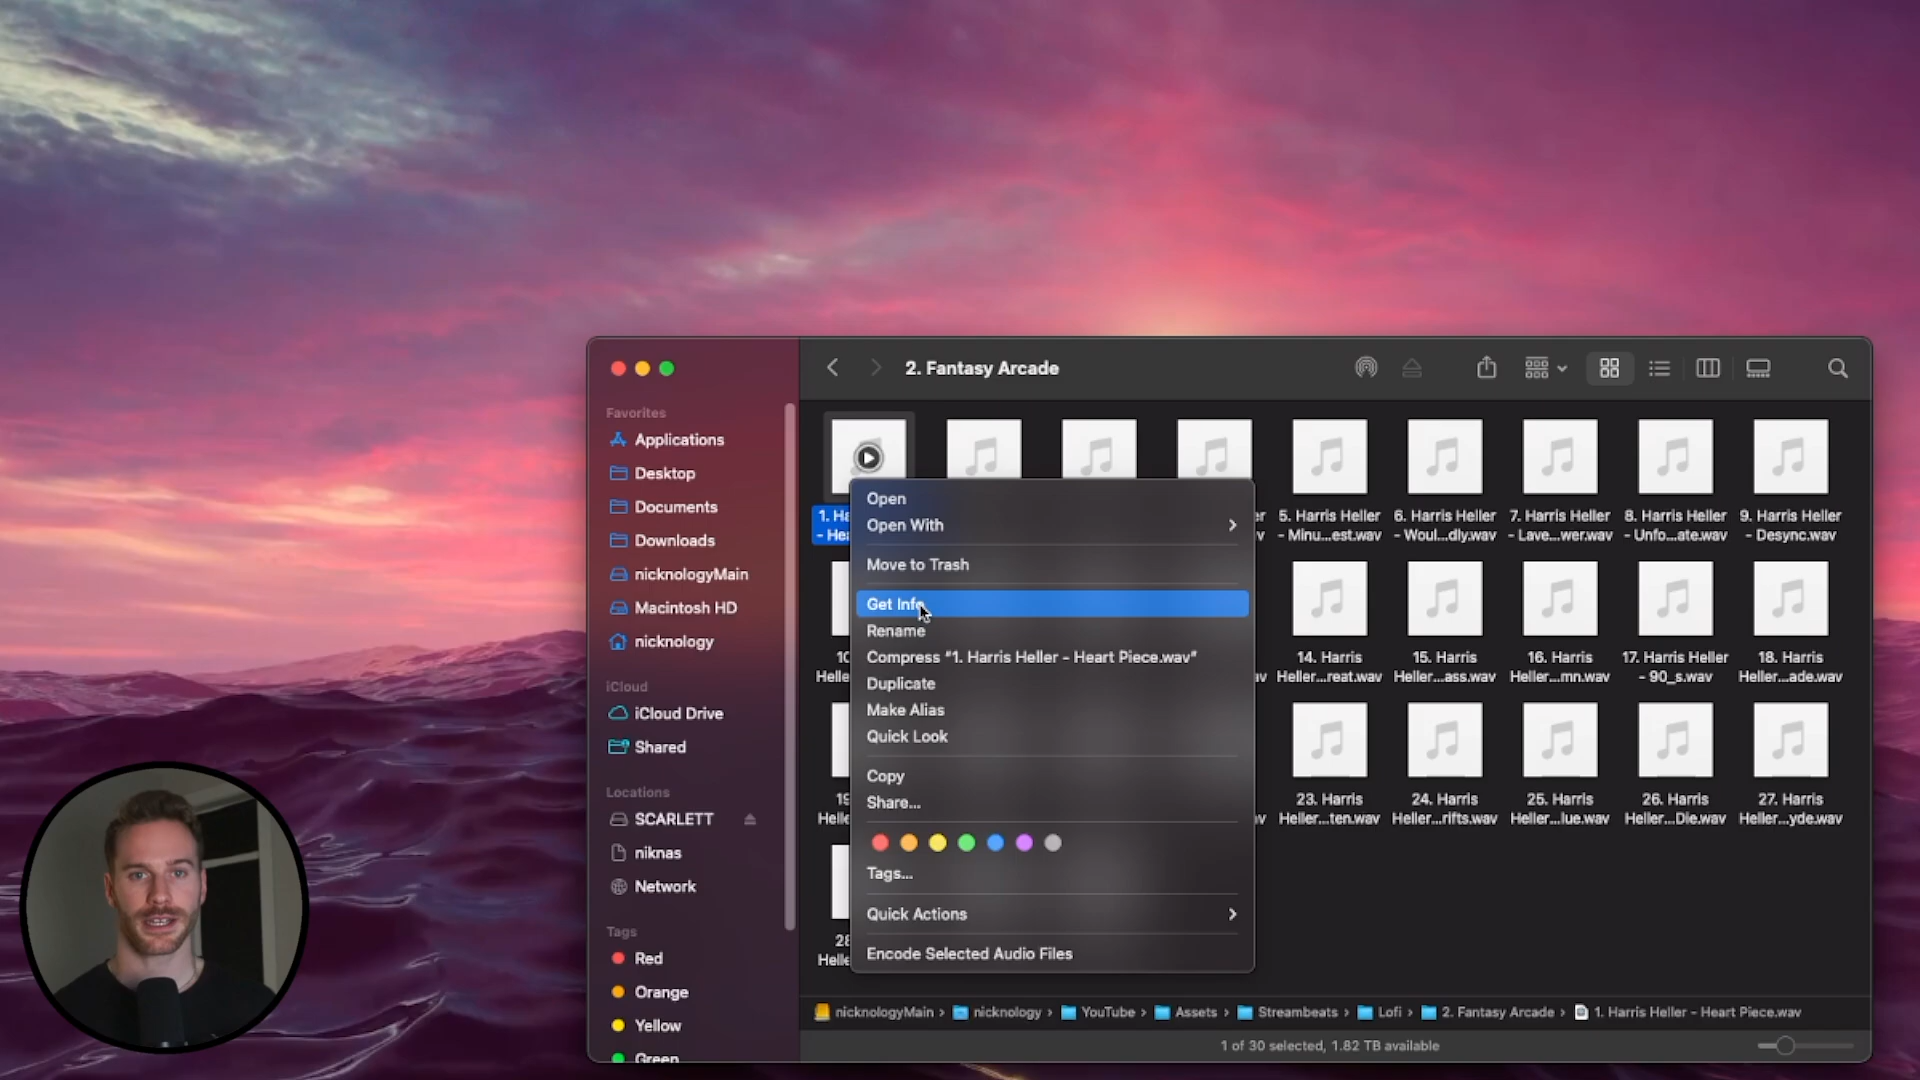 2. Fantasy Arcade
Favorites
Applications
Desktop
Documents
Downloads
nicknologyMain
Macintosh HD
nicknology
iCloud
iCloud Drive
Shared
Locations
SCARLETT
niknas
Network
Tags
Red
Orange
Yellow
Green
5. Harris Heller
- Minu...est.wav
6. Harris Heller
- Woul...dly.wav
7. Harris Heller
- Lave...wer.wav
8. Harris Heller
- Unfo...ate.wav
9. Harris Heller
- Desync.wav
14. Harris
Heller...reat.wav
15. Harris
Heller...ass.wav
16. Harris
Heller...mn.wav
17. Harris Heller
- 90_s.wav
18. Harris
Heller...ade.wav
23. Harris
Heller...ten.wav
24. Harris
Heller...rifts.wav
25. Harris
Heller...lue.wav
26. Harris
Heller...Die.wav
27. Harris
Heller...yde.wav
Open
Open With
Move to Trash
Get Info
Rename
Compress “1. Harris Heller - Heart Piece.wav”
Duplicate
Make Alias
Quick Look
Copy
Share...
Tags...
Quick Actions
Encode Selected Audio Files
nicknologyMain › nicknology › YouTube › Assets › Streambeats › Lofi › 2. Fantasy Arcade › 1. Harris Heller - Heart Piece.wav
1 of 30 selected, 1.82 TB available